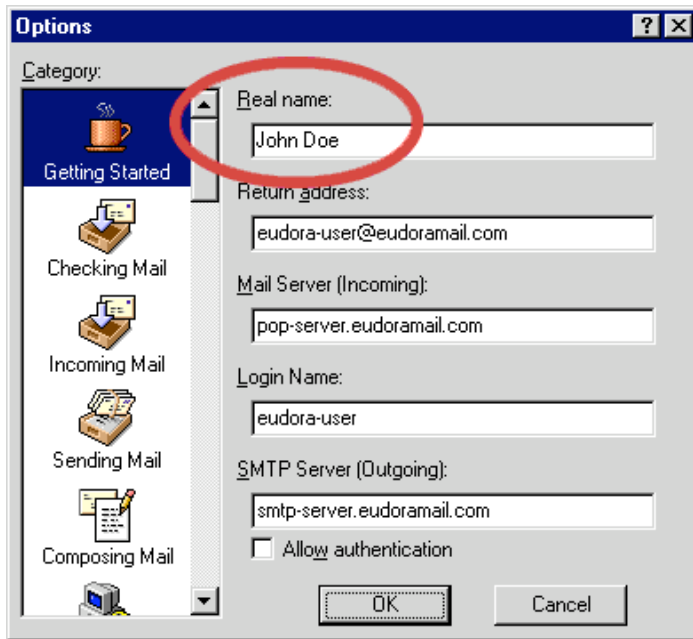 Options
Category:
Getting Started
Checking Mail
Incoming Mail
Sending Mail
Composing Mail
Real name:
John Doe
Return address:
eudora-user@eudoramail.com
Mail Server (Incoming):
pop-server.eudoramail.com
Login Name:
eudora-user
SMTP Server (Outgoing):
smtp-server.eudoramail.com
Allow authentication
OK
Cancel